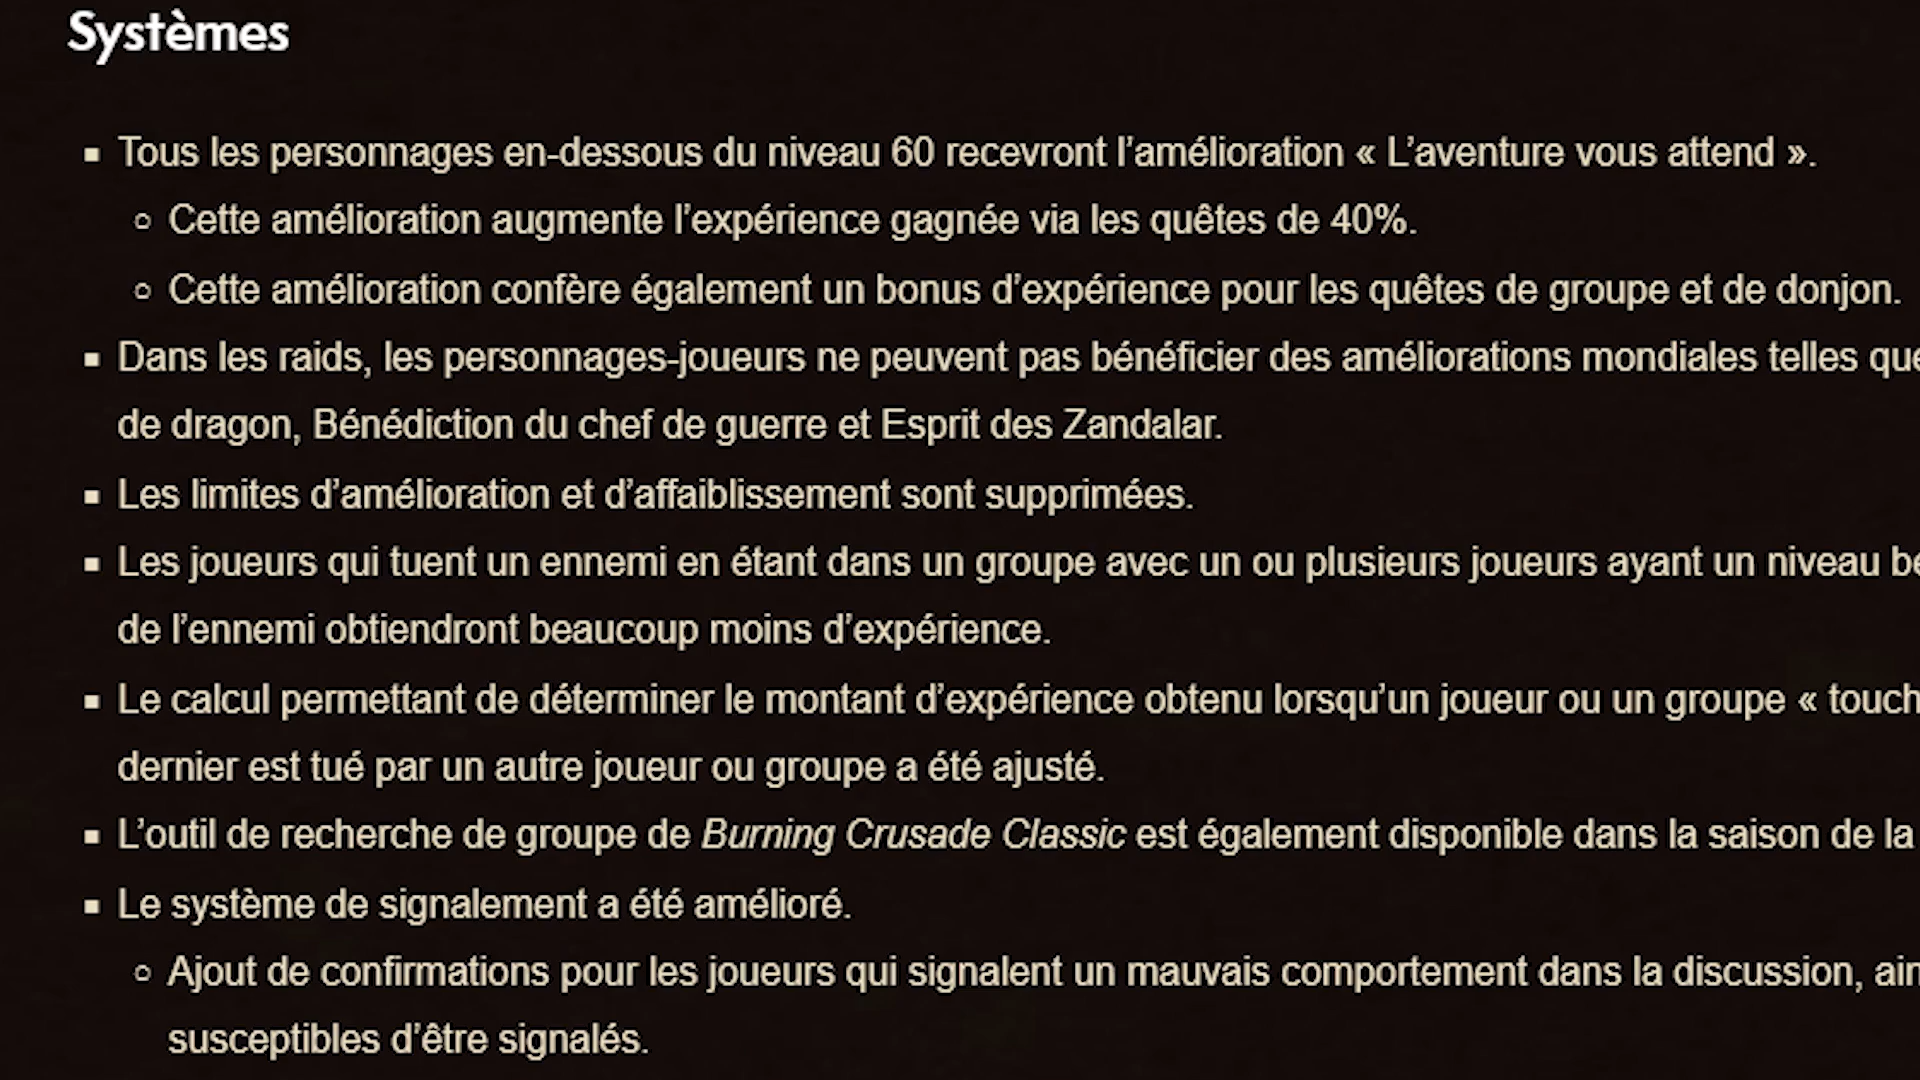 Systèmes
Tous les personnages en-dessous du niveau 60 recevront l’amélioration « L’aventure vous attend ».
Cette amélioration augmente l’expérience gagnée via les quêtes de 40%.
Cette amélioration confère également un bonus d’expérience pour les quêtes de groupe et de donjon.
Dans les raids, les personnages-joueurs ne peuvent pas bénéficier des améliorations mondiales telles que
de dragon, Bénédiction du chef de guerre et Esprit des Zandalar.
Les limites d’amélioration et d’affaiblissement sont supprimées.
Les joueurs qui tuent un ennemi en étant dans un groupe avec un ou plusieurs joueurs ayant un niveau
de l’ennemi obtiendront beaucoup moins d’expérience.
Le calcul permettant de déterminer le montant d’expérience obtenu lorsqu’un joueur ou un groupe «
dernier est tué par un autre joueur ou groupe a été ajusté.
L’outil de recherche de groupe de Burning Crusade Classic est également disponible dans la saison de la
Le système de signalement a été amélioré.
Ajout de confirmations pour les joueurs qui signalent un mauvais comportement dans la discussion,
susceptibles d’être signalés.